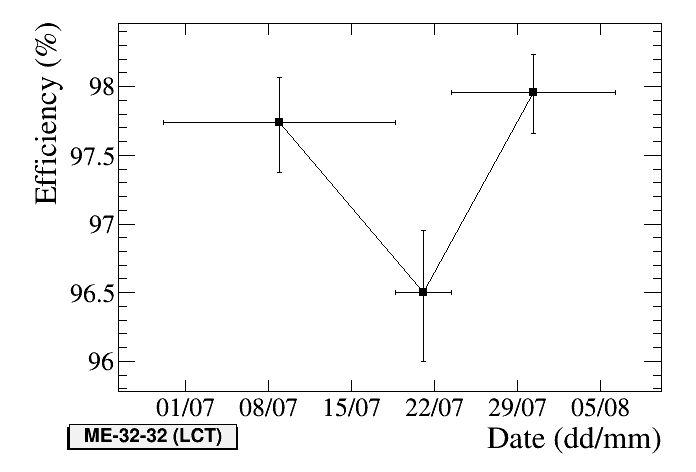 Efficiency (%)
98
97.5
97
96.5
96
01/07 08/07 15/07 22/07 29/07 05/08
ME-32-32 (LCT)
Date (dd/mm)